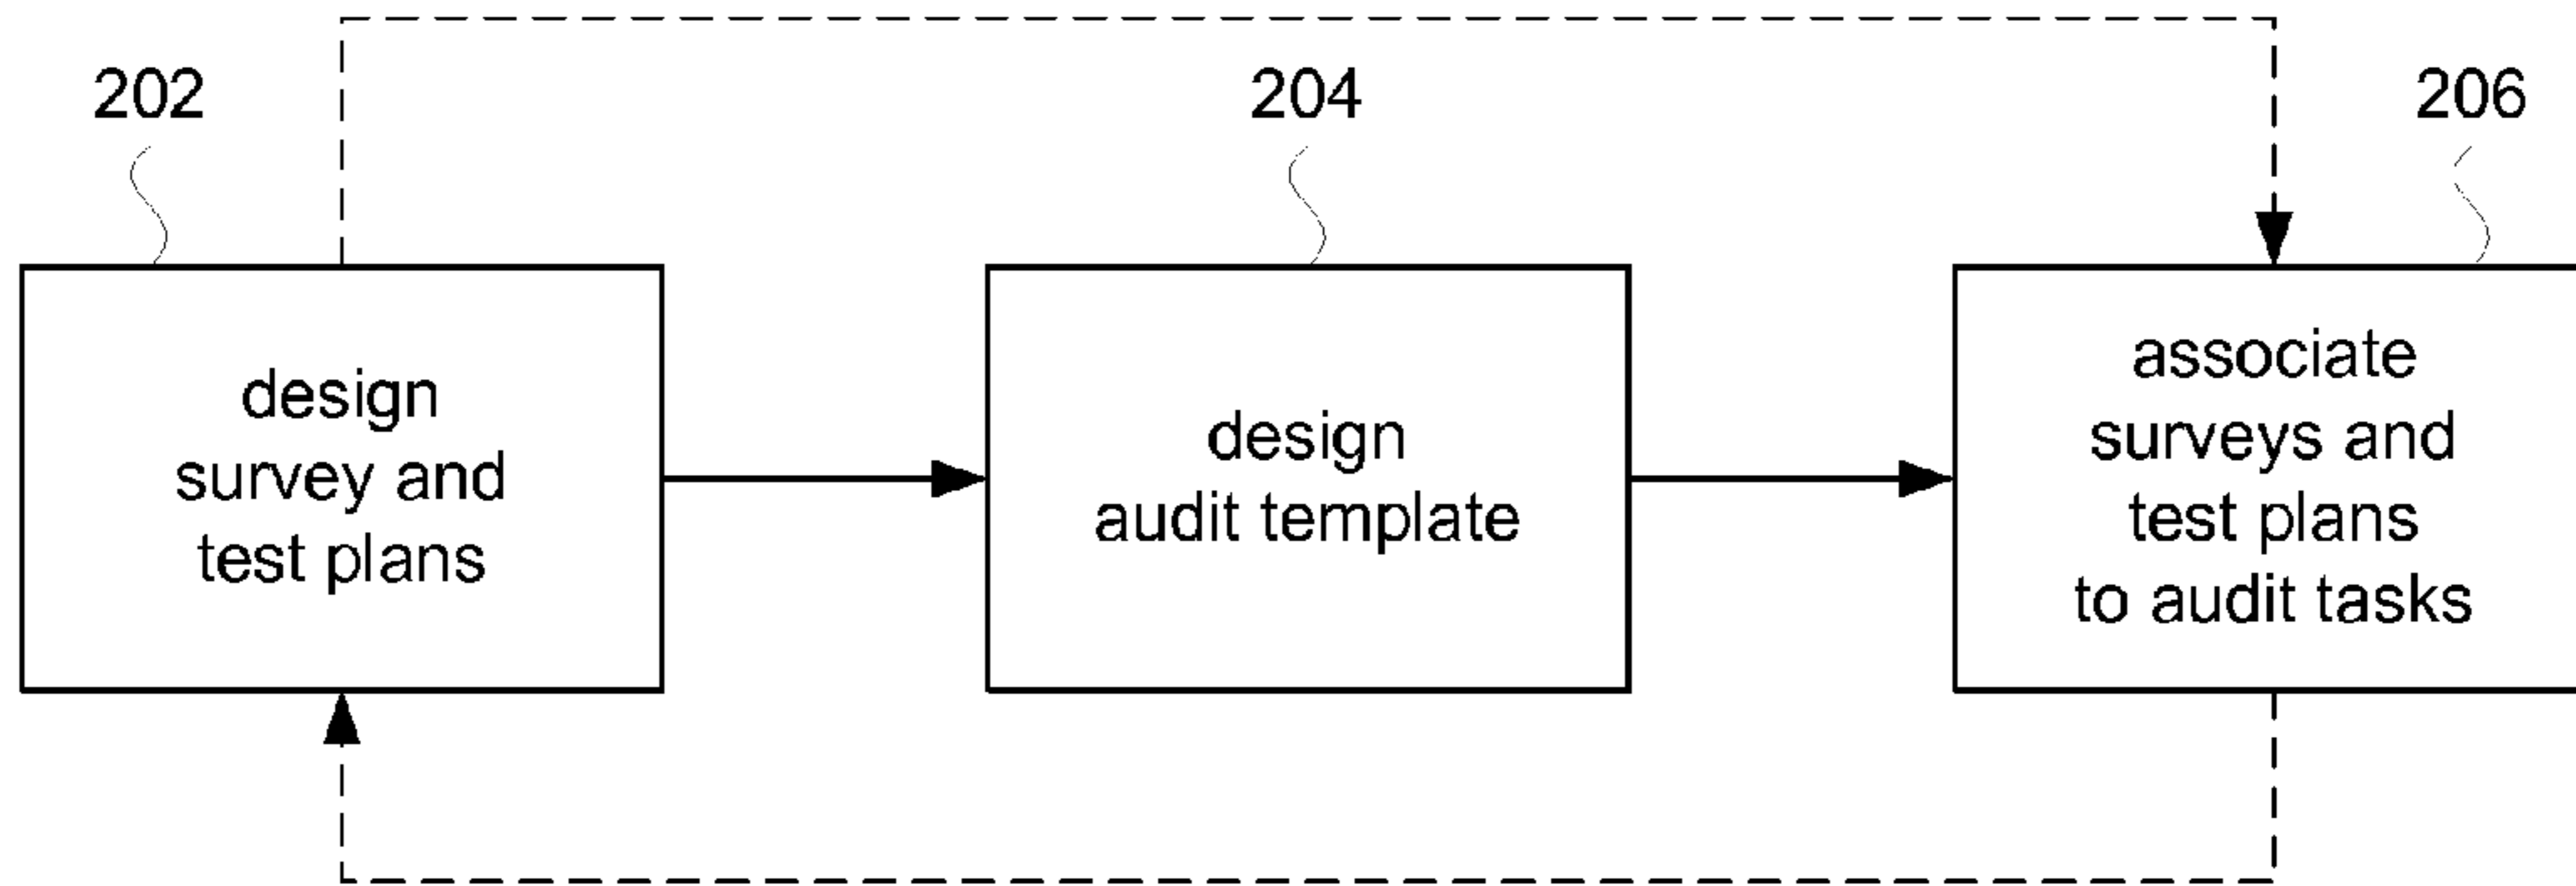 202
204
206
design
survey and
test plans
design
audit template
associate
surveys and
test plans
to audit tasks